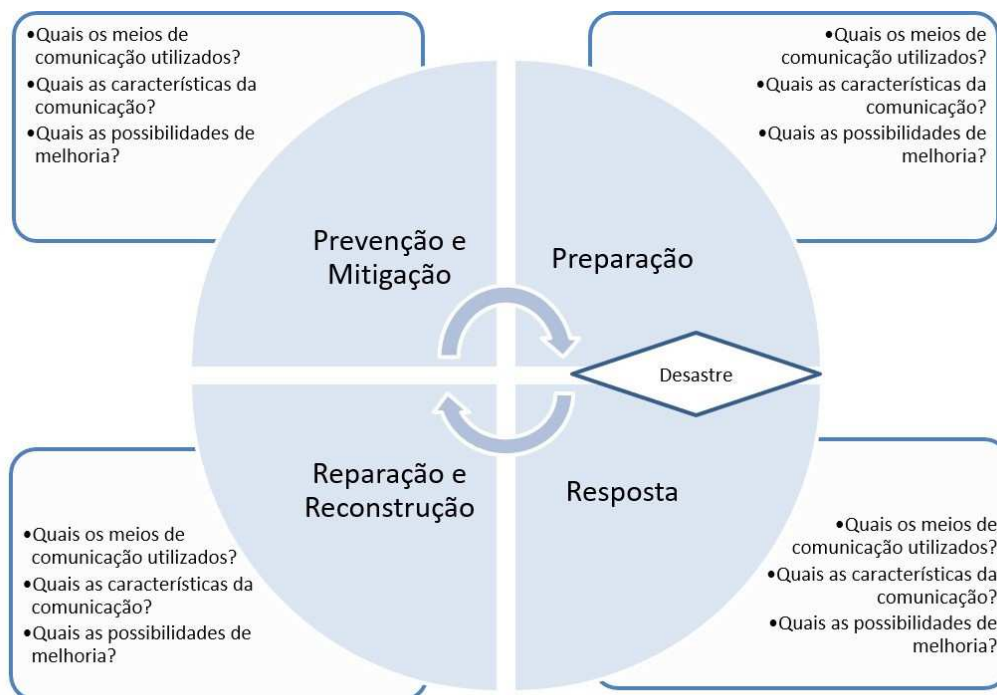 •Quais os meios de
comunicação utilizados?
•Quais as características da
comunicação?
•Quais as possibilidades de
melhoria?
•Quais os meios de
comunicação utilizados?
•Quais as características da
comunicação?
•Quais as possibilidades de
melhoria?
Prevenção e
Mitigação
Preparação
Desastre
Reparação e
Reconstrução
Resposta
•Quais os meios de
comunicação utilizados?
•Quais as características da
comunicação?
•Quais as possibilidades de
melhoria?
•Quais os meios de
comunicação utilizados?
•Quais as características da
comunicação?
•Quais as possibilidades de
melhoria?